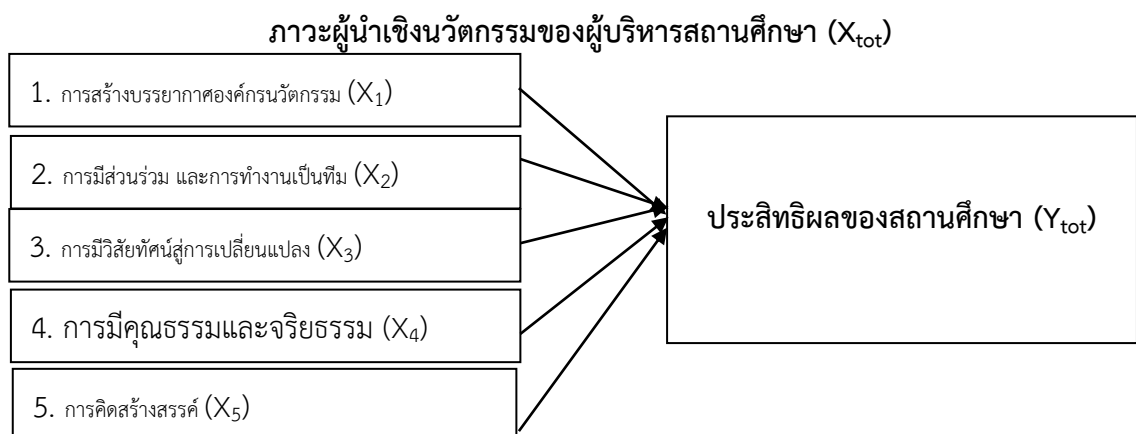 ภาวะผู้นำเชิงนวัตกรรมของผู้บริหารสถานศึกษา (Xtot)
1. การสร้างบรรยากาศองค์กรนวัตกรรม (X1)
2. การมีส่วนร่วม และการทำงานเป็นทีม (X2)
3. การมีวิสัยทัศน์สู่การเปลี่ยนแปลง (X3)
4. การมีคุณธรรมและจริยธรรม (X4)
5. การคิดสร้างสรรค์ (X5)
ประสิทธิผลของสถานศึกษา (Ytot)